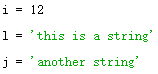 i = 12
l = 'this is a string'
j = 'another string'